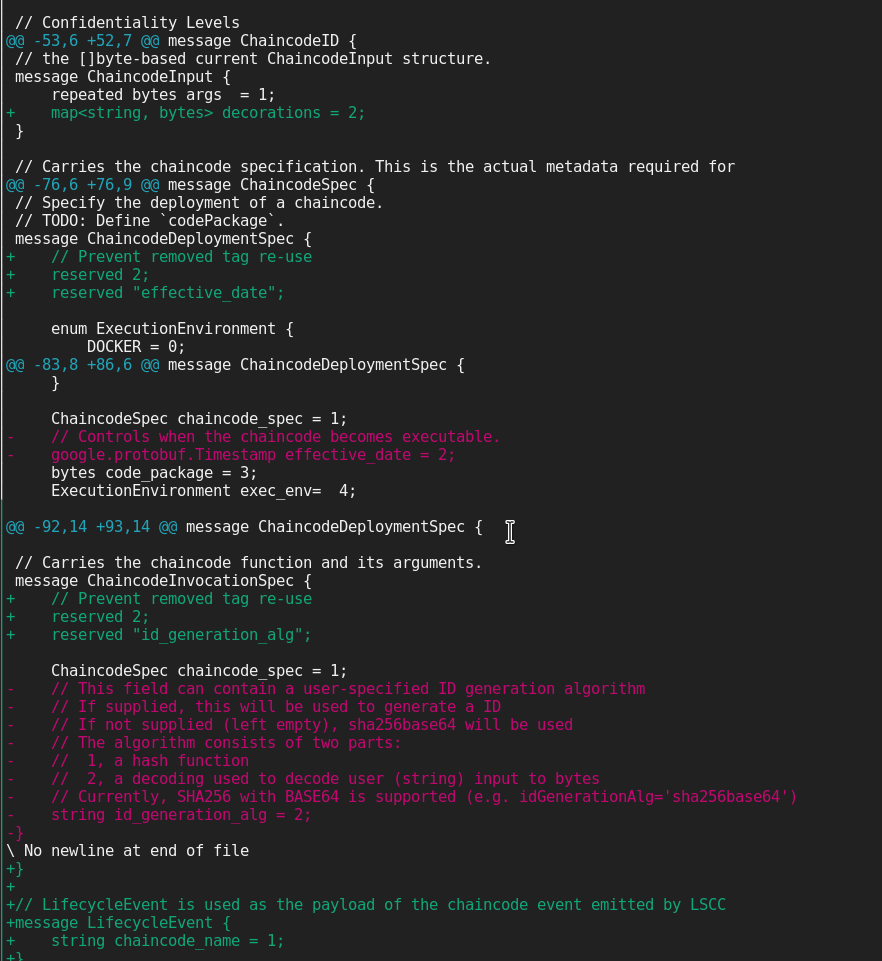 // Confidentiality Levels
@@ -53,6 +52,7 @@ message ChaincodeID {
 // the []byte-based current ChaincodeInput structure.
 message ChaincodeInput {
     repeated bytes args  = 1;
+    map<string, bytes> decorations = 2;
 }
 // Carries the chaincode specification. This is the actual metadata required for
@@ -76,6 +76,9 @@ message ChaincodeSpec {
 // Specify the deployment of a chaincode.
 // TODO: Define `codePackage`.
 message ChaincodeDeploymentSpec {
+    // Prevent removed tag re-use
+    reserved 2;
+    reserved "effective_date";
     enum ExecutionEnvironment {
         DOCKER = 0;
@@ -83,8 +86,6 @@ message ChaincodeDeploymentSpec {
     }
     ChaincodeSpec chaincode_spec = 1;
-    // Controls when the chaincode becomes executable.
-    google.protobuf.Timestamp effective_date = 2;
     bytes code_package = 3;
     ExecutionEnvironment exec_env=  4;
@@ -92,14 +93,14 @@ message ChaincodeDeploymentSpec {
 // Carries the chaincode function and its arguments.
 message ChaincodeInvocationSpec {
+    // Prevent removed tag re-use
+    reserved 2;
+    reserved "id_generation_alg";
     ChaincodeSpec chaincode_spec = 1;
-    // This field can contain a user-specified ID generation algorithm
-    // If supplied, this will be used to generate a ID
-    // If not supplied (left empty), sha256base64 will be used
-    // The algorithm consists of two parts:
-    //  1, a hash function
-    //  2, a decoding used to decode user (string) input to bytes
-    // Currently, SHA256 with BASE64 is supported (e.g. idGenerationAlg='sha256base64')
-    string id_generation_alg = 2;
-}
\ No newline at end of file
+}
+
+// LifecycleEvent is used as the payload of the chaincode event emitted by LSCC
+message LifecycleEvent {
+    string chaincode_name = 1;
+}